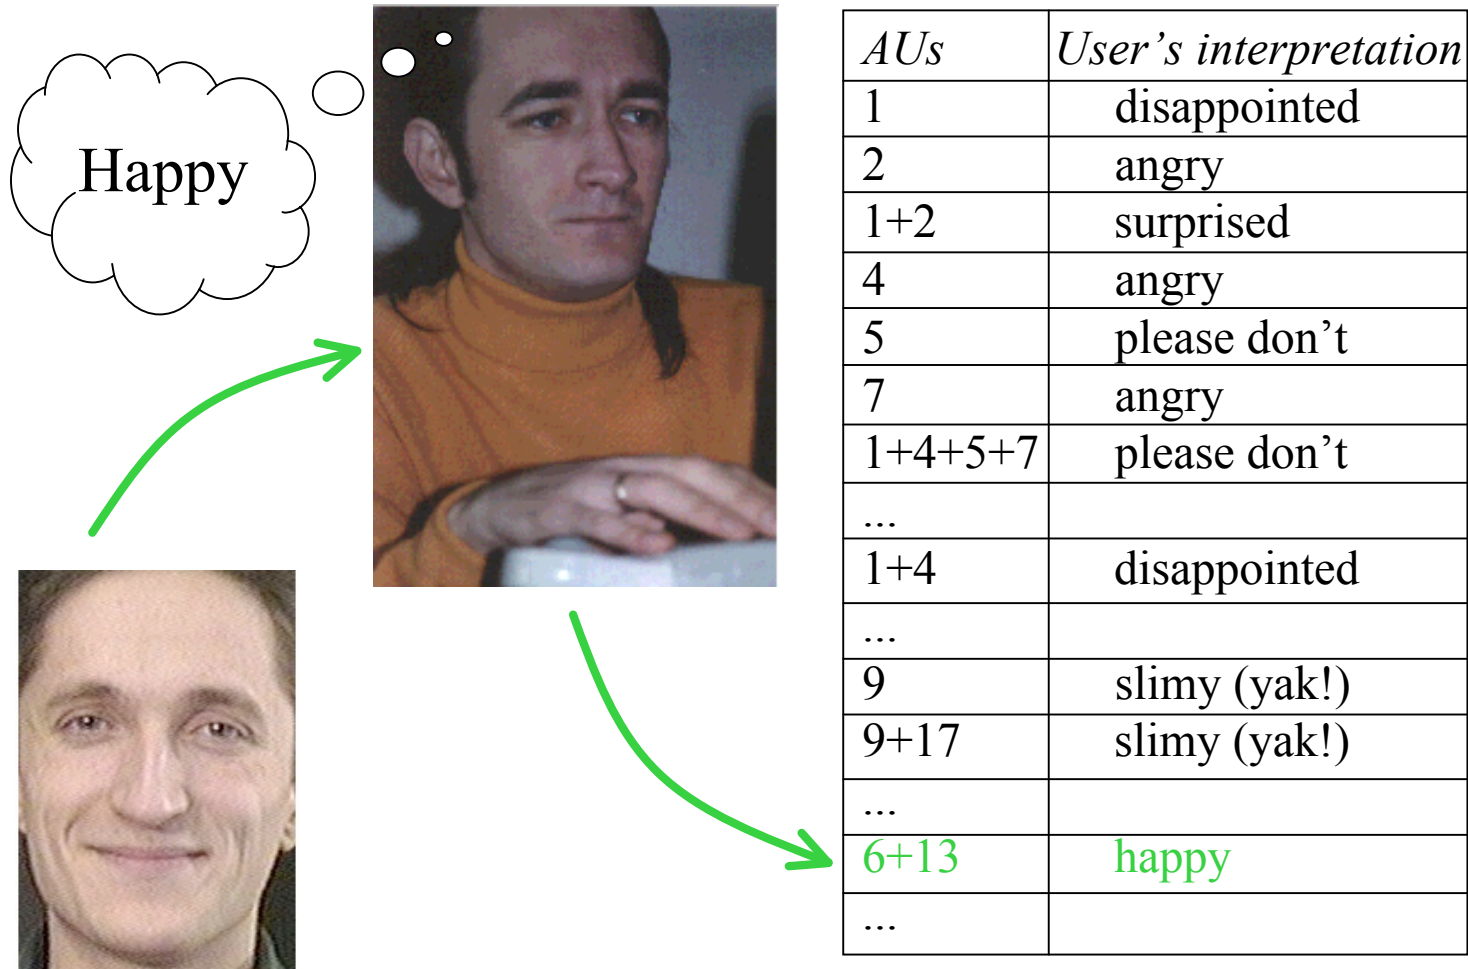 Happy
AUs User’s interpretation
1 disappointed
2 angry
1+2 surprised
4 angry
5 please don’t
7 angry
1+4+5+7 please don’t
...
1+4 disappointed
...
9 slimy (yak!)
9+17 slimy (yak!)
...
6+13 happy
...